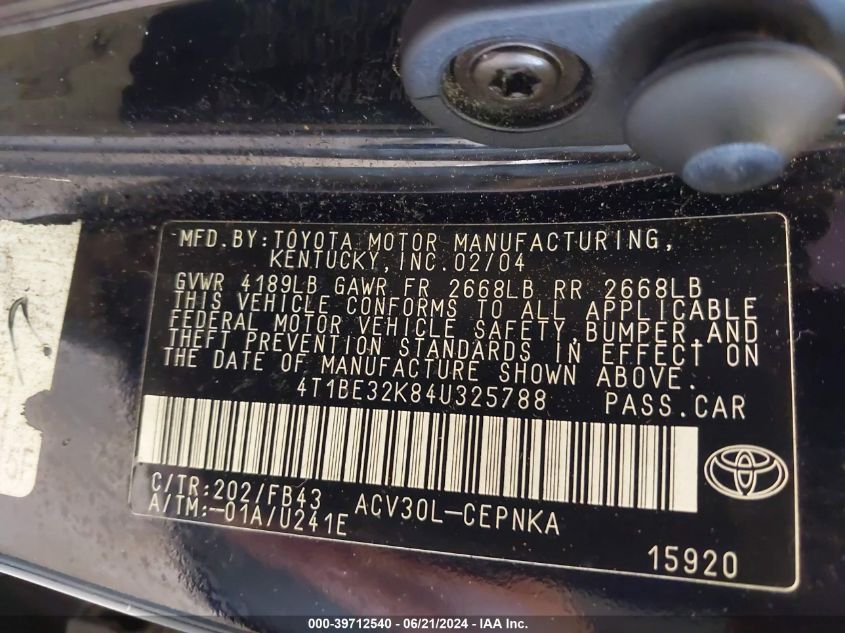 MFD.BY:TOYOTA MOTOR MANUFACTURING,
KENTUCKY,INC.02/04
GVWR 4189LB GAWR FR 2668LB RR 2668LB
THIS VEHICLE CONFORMS TO ALL APPLICABLE
FEDERAL MOTOR VEHICLE SAFETY,BUMPER,AND
THEFT PREVENTION STANDARDS IN EFFECT ON
THE DATE OF MANUFACTURE SHOWN ABOVE.
4T1BE32K84U325788 PASS.CAR
C/TR:202/FB43 ACV30L-CEPNKA
A/TM:-01A/U241E
15920
000-39712540 - 06/21/2024 - CEA Inc.